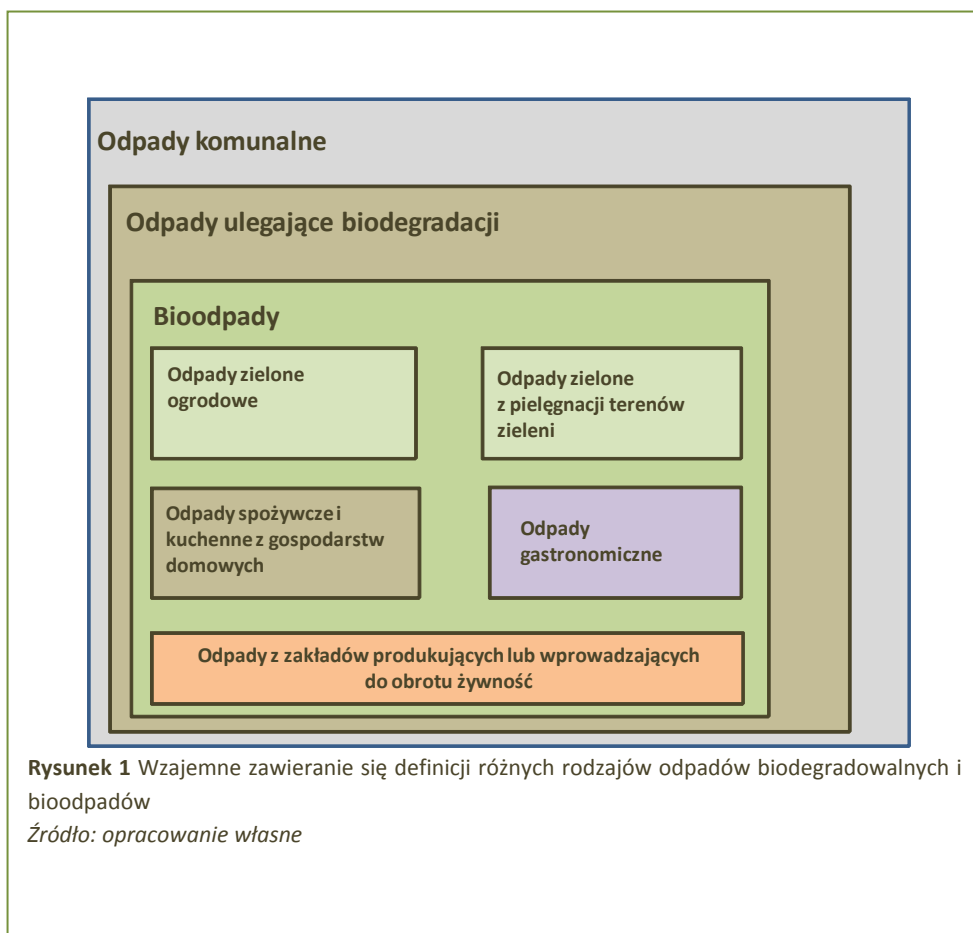 Odpady komunalne
Odpady ulegające biodegradacji
Bioodpady
Odpady zielone
ogrodowe
Odpady zielone
z pielęgnacji terenów
zieleni
Odpady spożywcze i
kuchenne z gospodarstw
domowych
Odpady
gastronomiczne
Odpady z zakładów produkujących lub wprowadzających
do obrotu żywność
Rysunek 1 Wzajemne zawieranie się definicji różnych rodzajów odpadów biodegradowalnych i
bioodpadów
Źródło: opracowanie własne